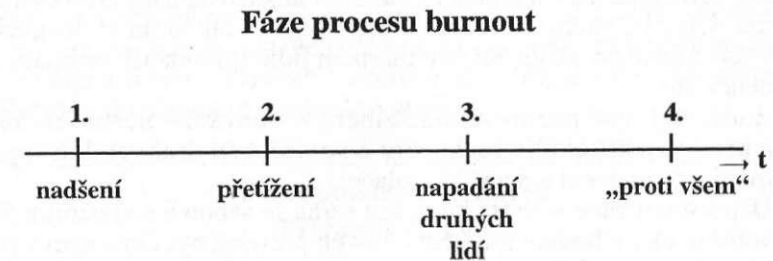 Fáze procesu burnout
1. 2. 3. 4.
t
nadšení přetížení napadání „proti všem“
druhých
lidí